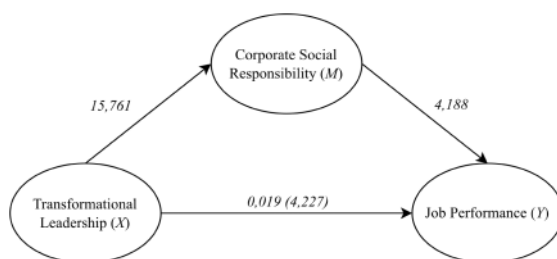 Corporate Social
Responsibility (M)
15,761
4,188
Transformational
Leadership (X)
0,019 (4,227)
Job Performance (Y)